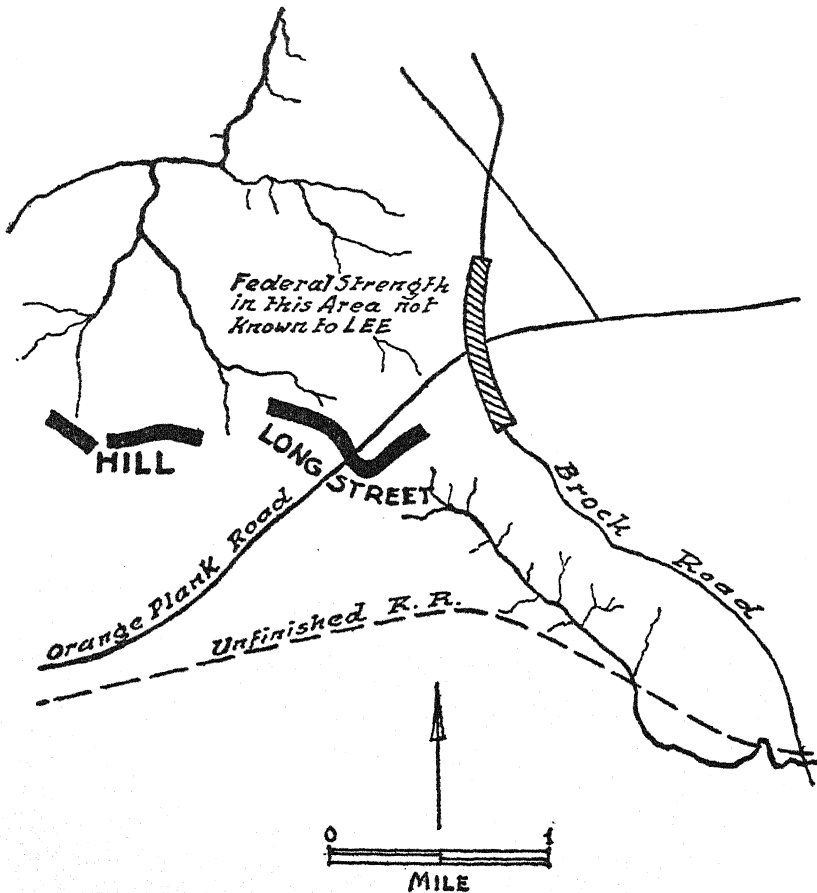 Federal Strength
in this Area not
Known to LEE
HILL
LONG STREET
Brock Road
Orange Plank Road
Unfinished R.R.
0 1
MILE